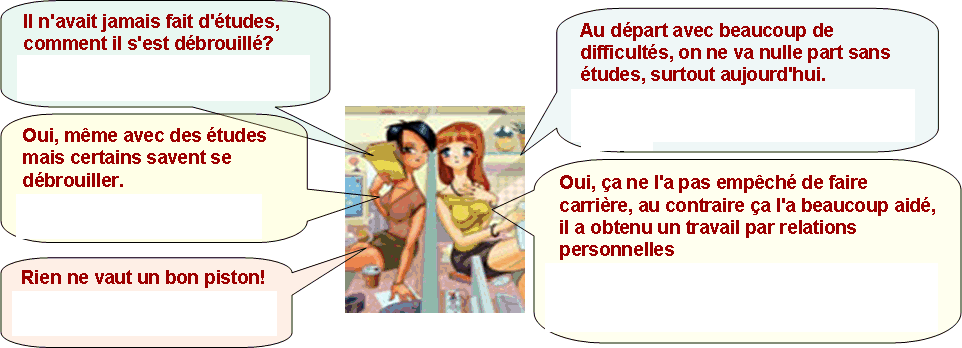 Il n'avait jamais fait d'études,
comment il s'est débrouillé?
Au départ avec beaucoup de
difficultés, on ne va nulle part sans
études, surtout aujourd'hui.
Oui, même avec des études
mais certains savent se
débrouiller.
Oui, ça ne l'a pas empêché de faire
carrière, au contraire ça l'a beaucoup aidé,
il a obtenu un travail par relations
personnelles
Rien ne vaut un bon piston!